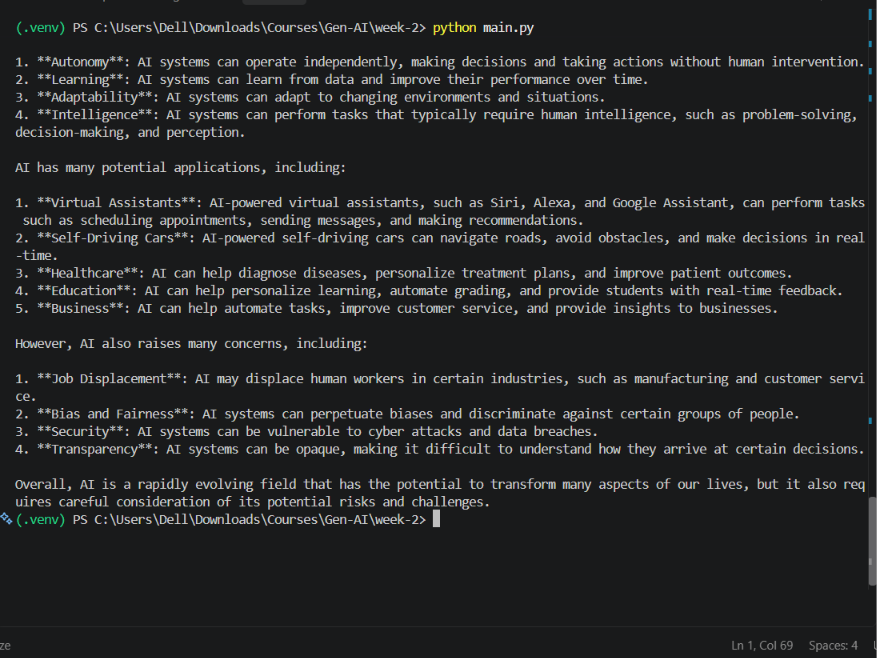 (.venv) PS C:\Users\Dell\Downloads\Courses\Gen-AI\week-2> python main.py
1. **Autonomy**: AI systems can operate independently, making decisions and taking actions without human intervention.
2. **Learning**: AI systems can learn from data and improve their performance over time.
3. **Adaptability**: AI systems can adapt to changing environments and situations.
4. **Intelligence**: AI systems can perform tasks that typically require human intelligence, such as problem-solving,
decision-making, and perception.
AI has many potential applications, including:
1. **Virtual Assistants**: AI-powered virtual assistants, such as Siri, Alexa, and Google Assistant, can perform tasks
such as scheduling appointments, sending messages, and making recommendations.
2. **Self-Driving Cars**: AI-powered self-driving cars can navigate roads, avoid obstacles, and make decisions in real
-time.
3. **Healthcare**: AI can help diagnose diseases, personalize treatment plans, and improve patient outcomes.
4. **Education**: AI can help personalize learning, automate grading, and provide students with real-time feedback.
5. **Business**: AI can help automate tasks, improve customer service, and provide insights to businesses.
However, AI also raises many concerns, including:
1. **Job Displacement**: AI may displace human workers in certain industries, such as manufacturing and customer servi
ce.
2. **Bias and Fairness**: AI systems can perpetuate biases and discriminate against certain groups of people.
3. **Security**: AI systems can be vulnerable to cyber attacks and data breaches.
4. **Transparency**: AI systems can be opaque, making it difficult to understand how they arrive at certain decisions.
Overall, AI is a rapidly evolving field that has the potential to transform many aspects of our lives, but it also req
uires careful consideration of its potential risks and challenges.
(.venv) PS C:\Users\Dell\Downloads\Courses\Gen-AI\week-2>
ze Ln 1, Col 69 Spaces: 4